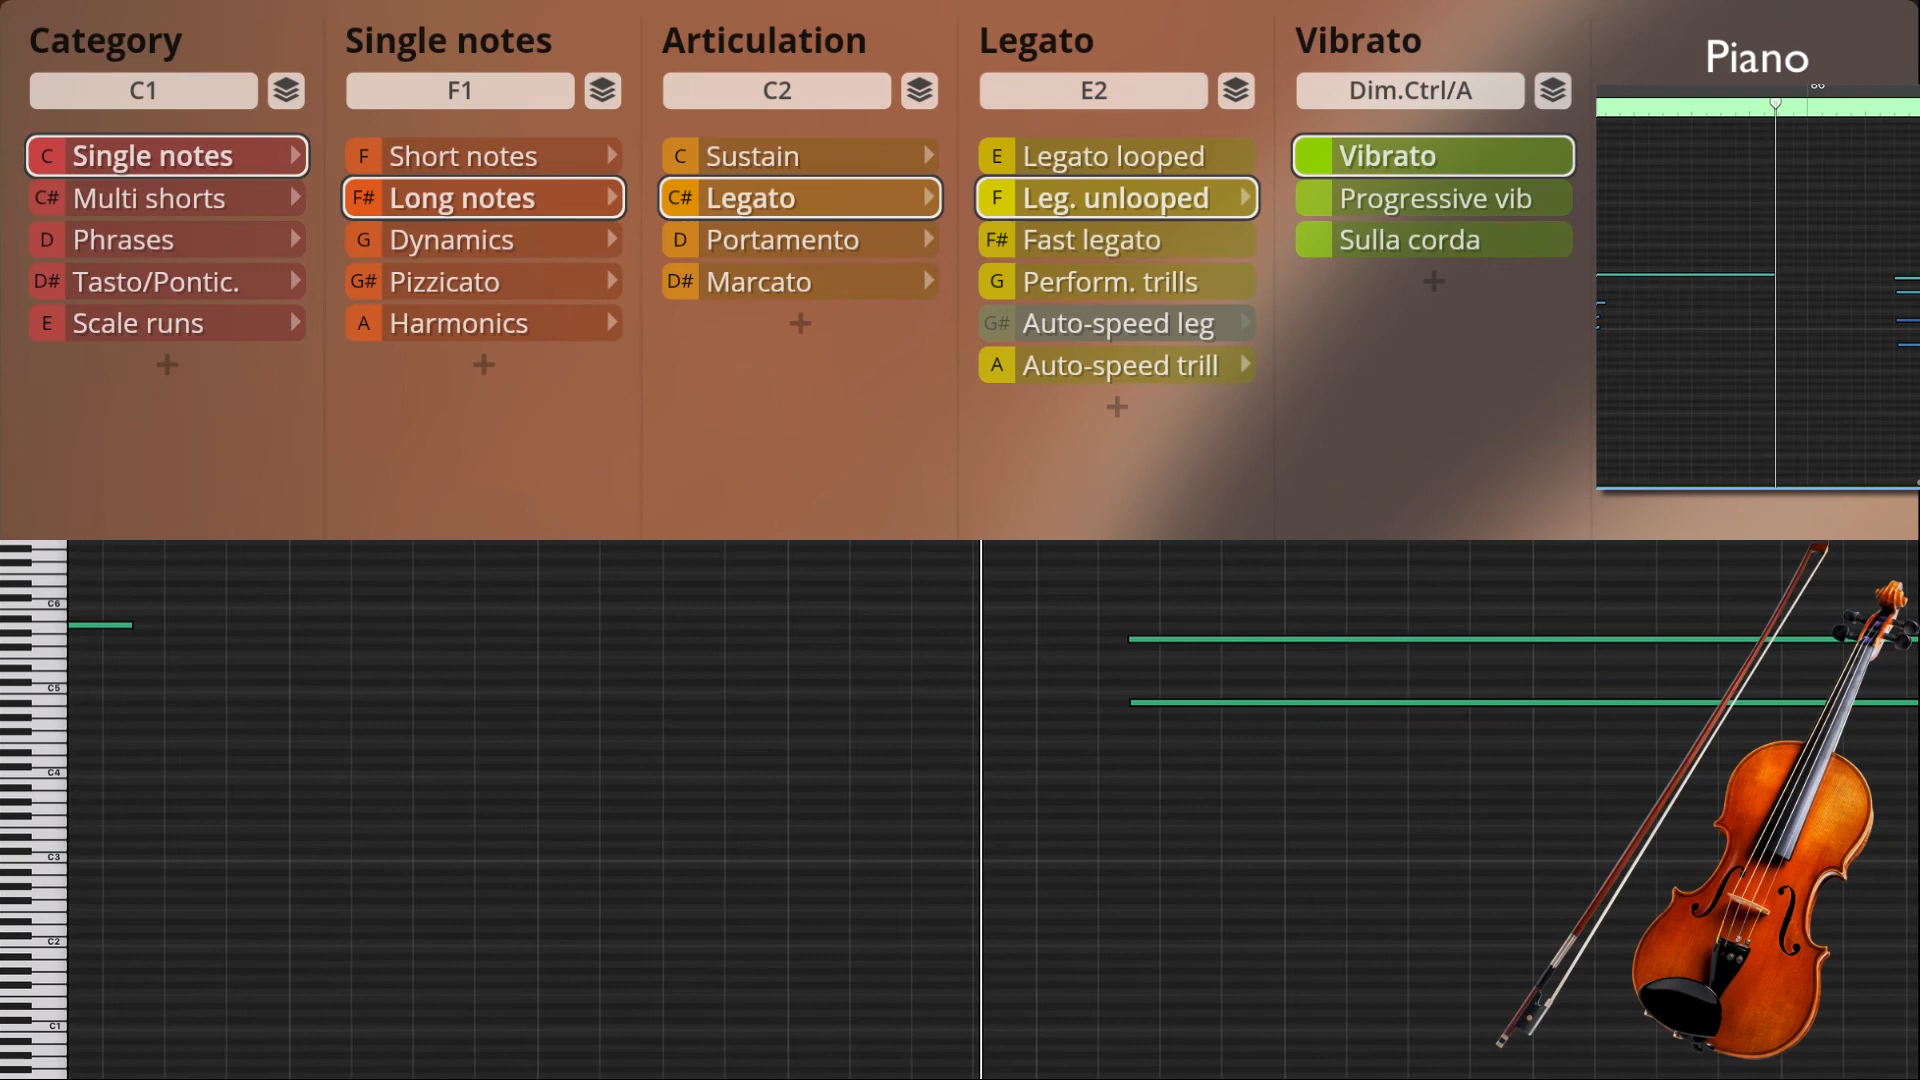 Category
C1
C Single notes
C# Multi shorts
D Phrases
D# Tasto/Pontic.
E Scale runs
+
Single notes
F1
F Short notes
F# Long notes
G Dynamics
G# Pizzicato
A Harmonics
+
Articulation
C2
C Sustain
C# Legato
D Portamento
D# Marcato
+
Legato
E2
E Legato looped
F Leg. unlooped
F# Fast legato
G Perform. trills
G# Auto-speed leg
A Auto-speed trill
+
Vibrato
Dim.Ctrl/A
Vibrato
Progressive vib
Sulla corda
+
Piano
C6
C5
C4
C3
C2
C1